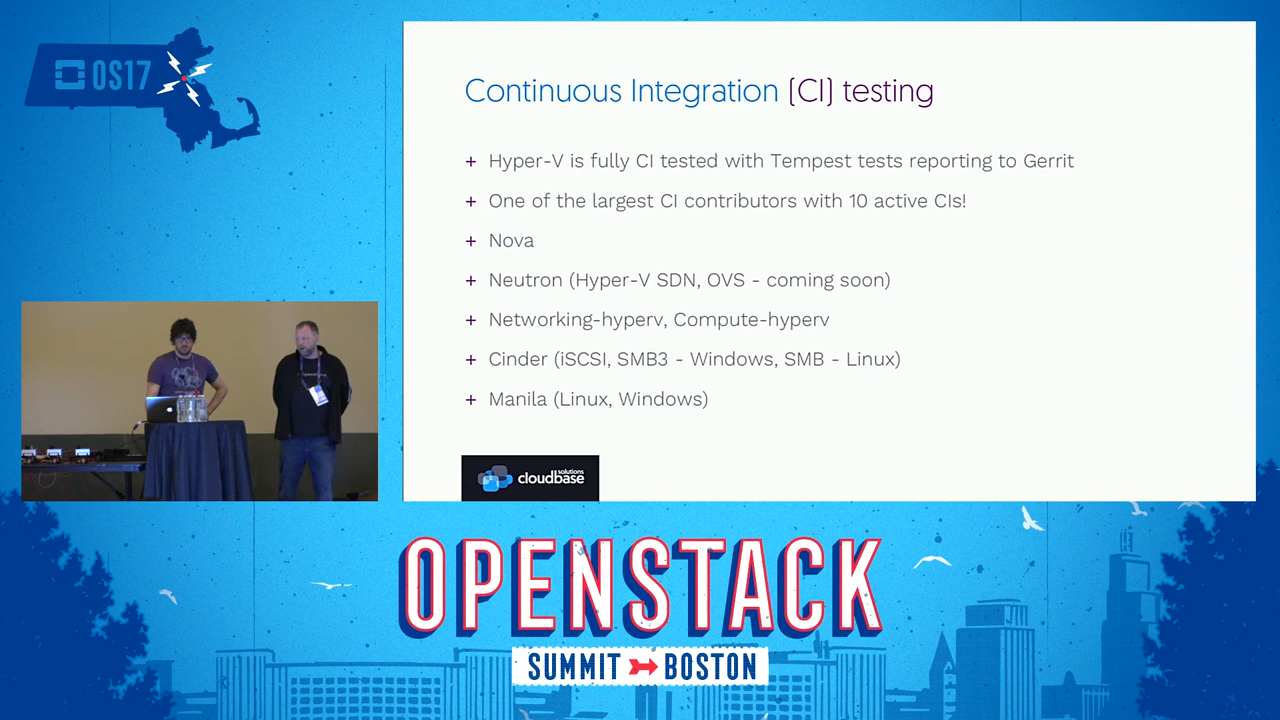 OS17
Continuous Integration (CI) testing
+ Hyper-V is fully CI tested with Tempest tests reporting to Gerrit
+ One of the largest CI contributors with 10 active CIs!
+ Nova
+ Neutron (Hyper-V SDN, OVS - coming soon)
+ Networking-hyperv, Compute-hyperv
+ Cinder (iSCSI, SMB3 - Windows, SMB - Linux)
+ Manila (Linux, Windows)
cloudbase solutions
OPENSTACK
SUMMIT BOSTON